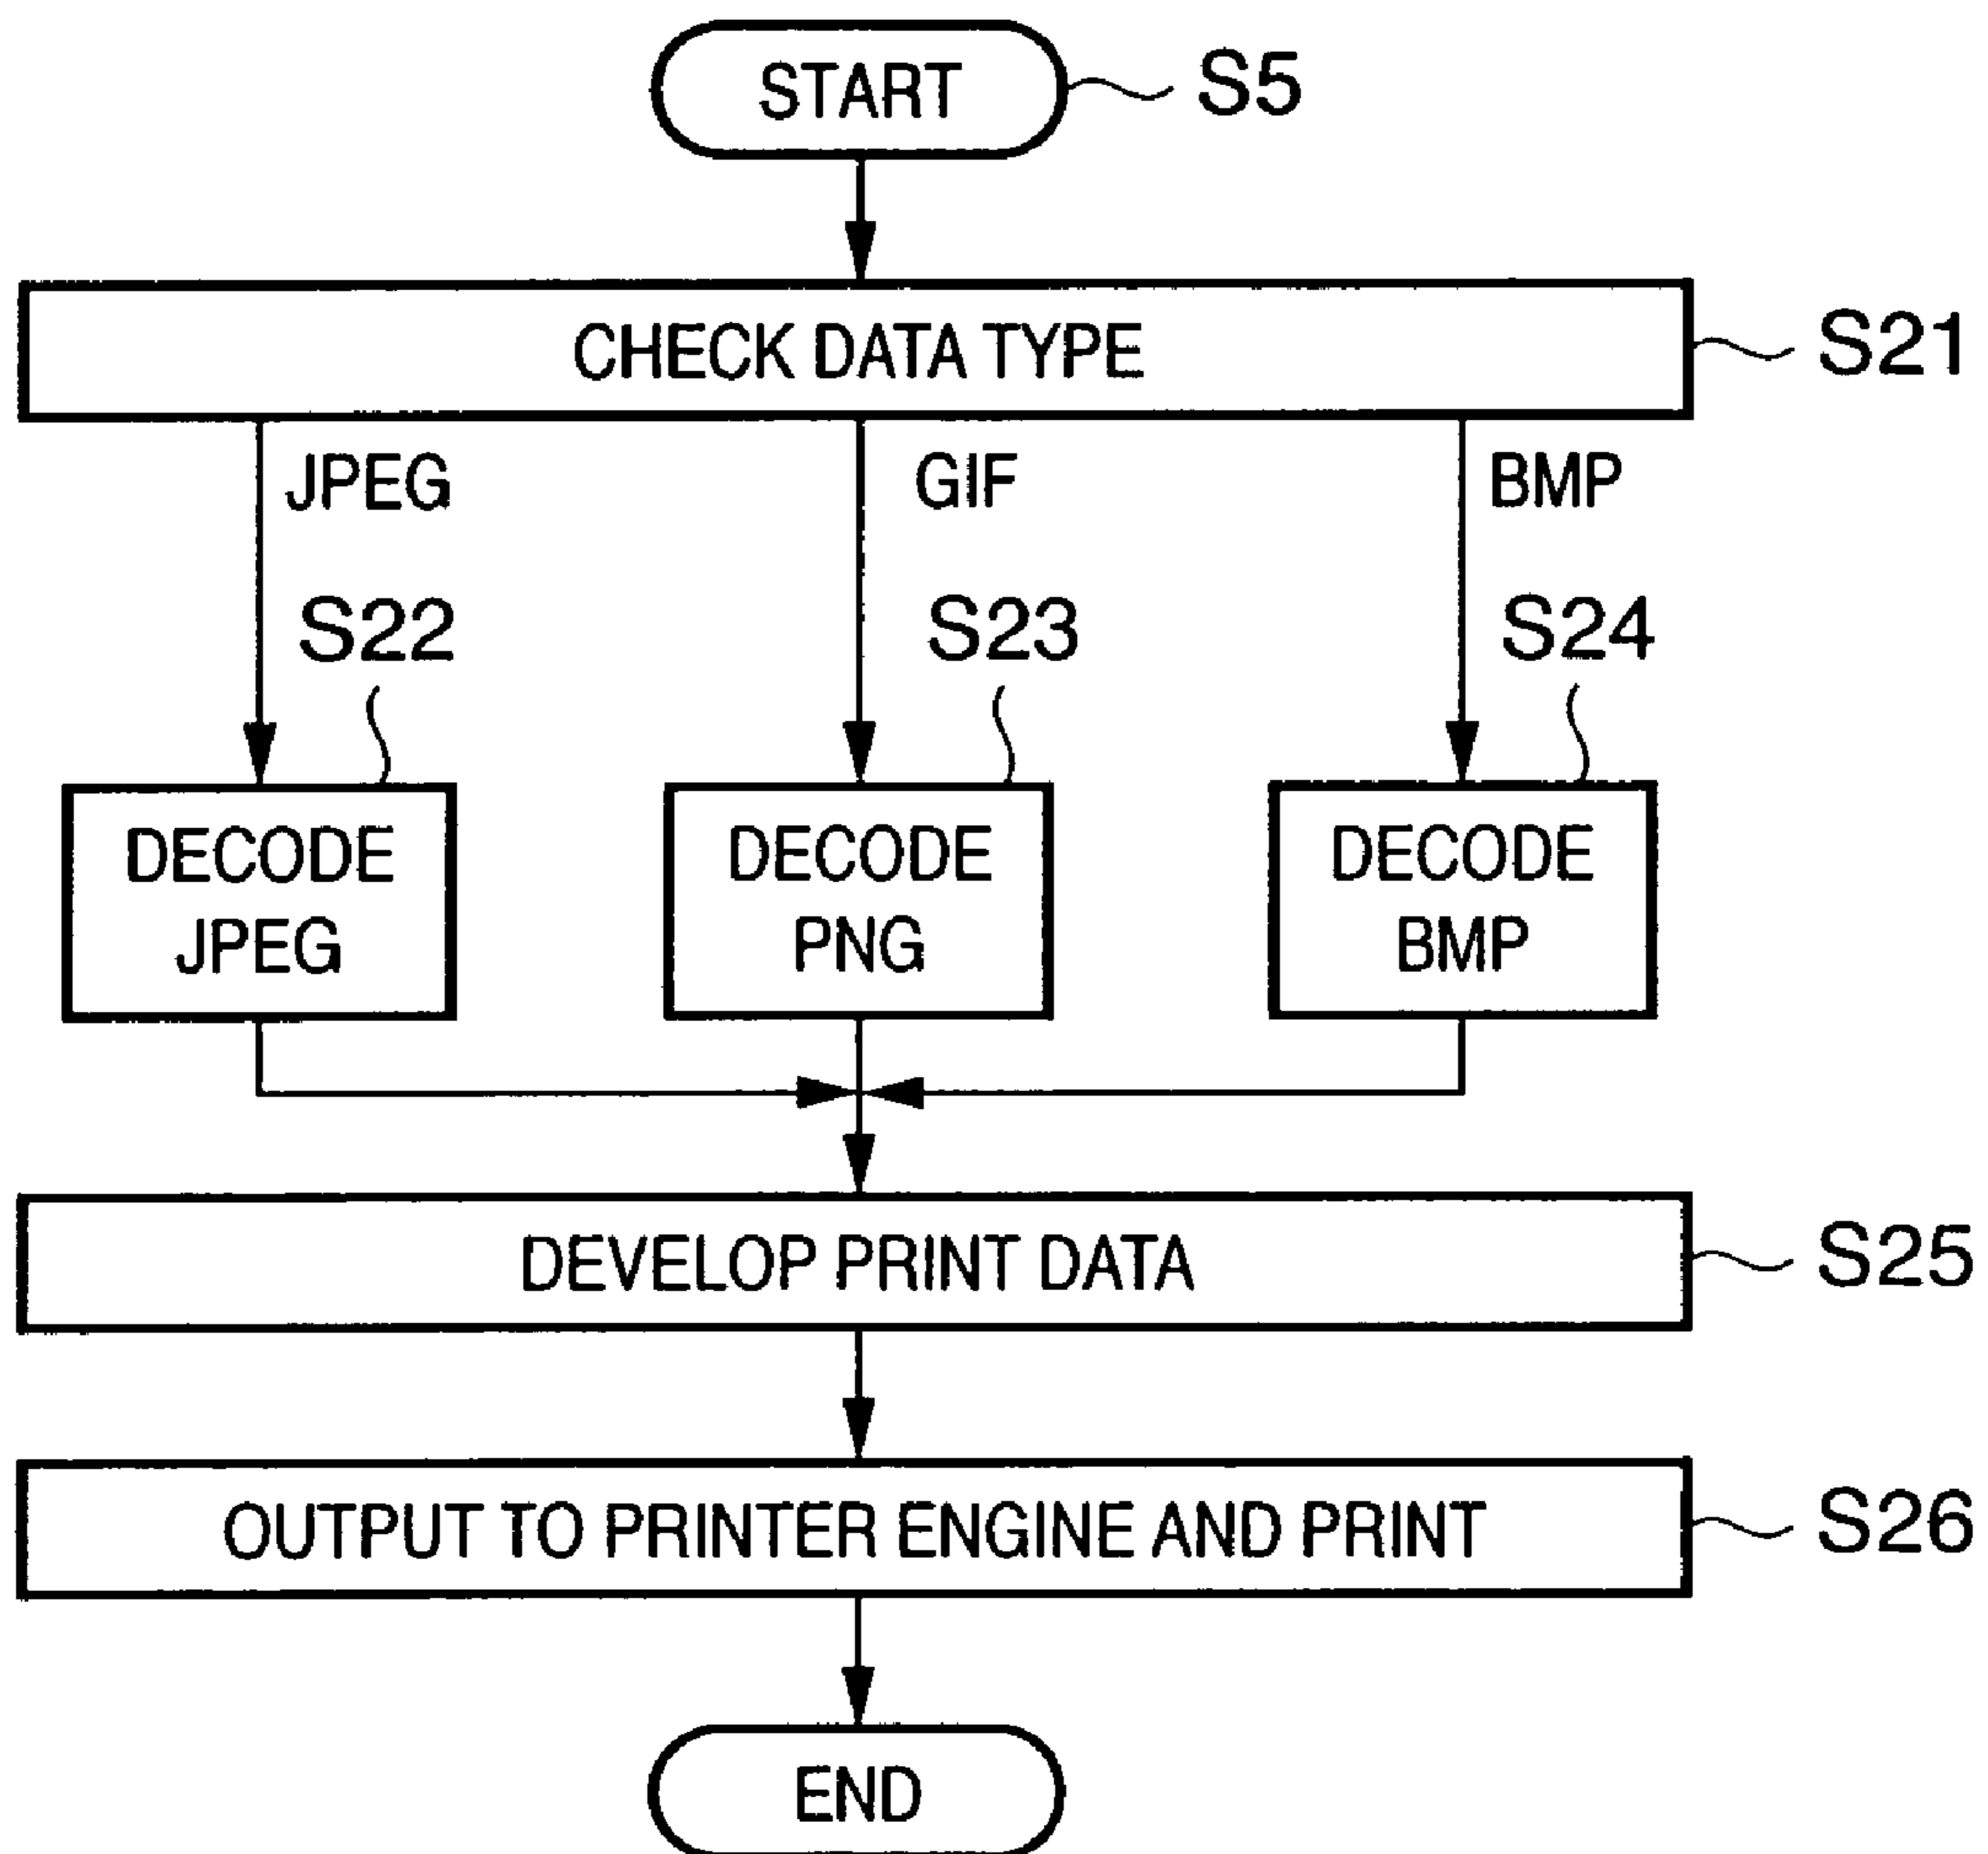 START
S5
CHECK DATA TYPE
S21
JPEG
GIF
BMP
S22
S23
S24
DECODE
JPEG
DECODE
PNG
DECODE
BMP
DEVELOP PRINT DATA
S25
OUTPUT TO PRINTER ENGINE AND PRINT
S26
END